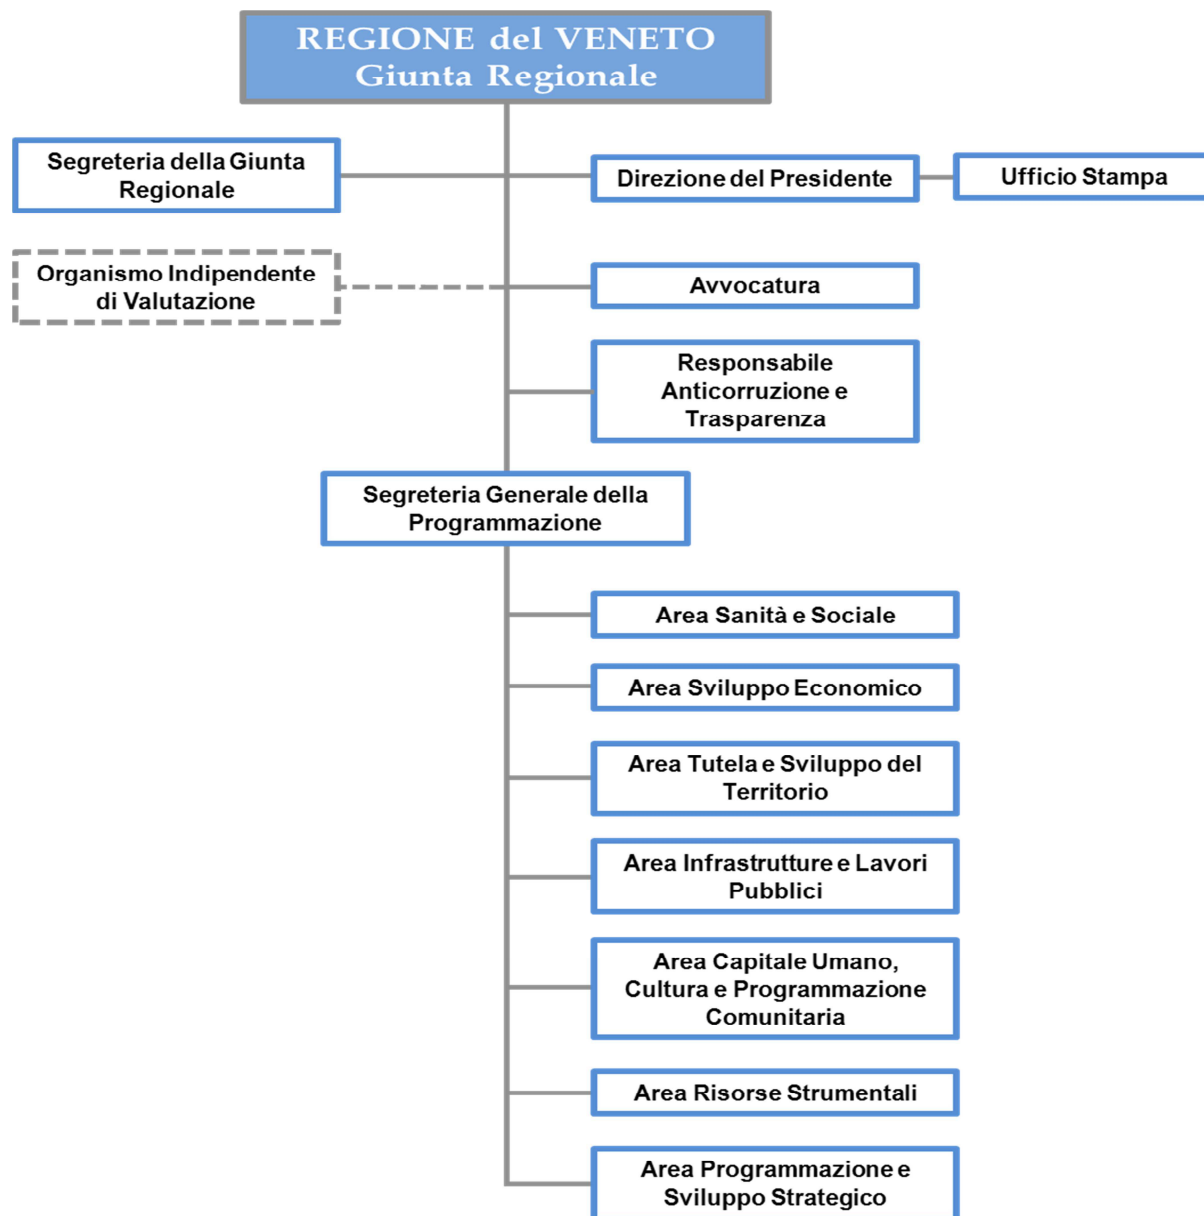 REGIONE del VENETO
Giunta Regionale
Segreteria della Giunta
Regionale
Direzione del Presidente
Ufficio Stampa
Organismo Indipendente
di Valutazione
Avvocatura
Responsabile
Anticorruzione e
Trasparenza
Segreteria Generale della
Programmazione
Area Sanità e Sociale
Area Sviluppo Economico
Area Tutela e Sviluppo del
Territorio
Area Infrastrutture e Lavori
Pubblici
Area Capitale Umano,
Cultura e Programmazione
Comunitaria
Area Risorse Strumentali
Area Programmazione e
Sviluppo Strategico